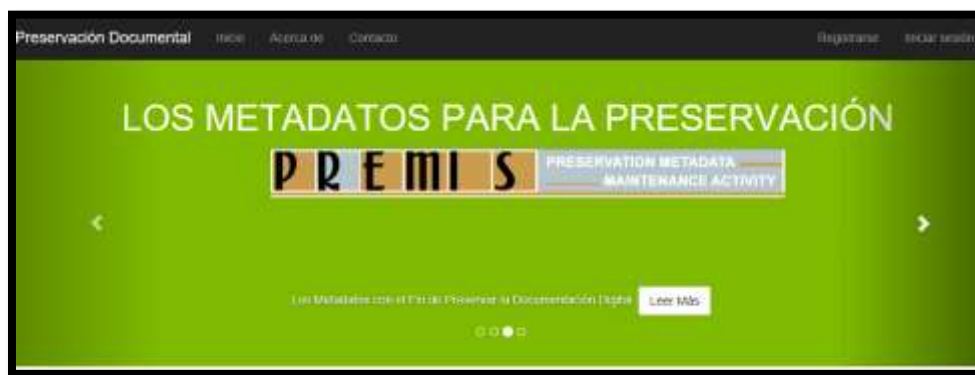 Preservación Documental Inicio Acerca de Contacto Registrarse Iniciar sesión
LOS METADATOS PARA LA PRESERVACIÓN
PREMIS PRESERVATION METADATA
MAINTENANCE ACTIVITY
Los Metadatos con el Fin de Preservar la Documentación Digital Leer Más